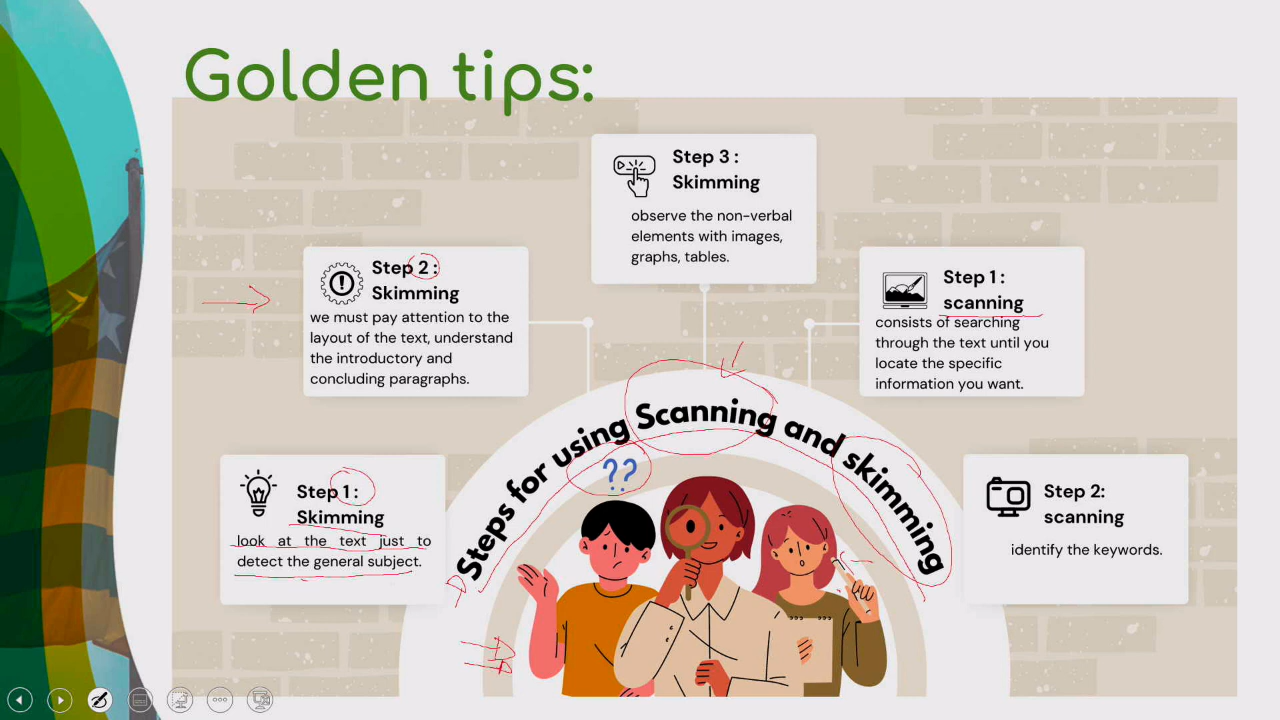 Golden tips:
Step 3 :
Skimming
observe the non-verbal
elements with images,
graphs, tables.
Step 2 :
Skimming
we must pay attention to the
layout of the text, understand
the introductory and
concluding paragraphs.
Step 1 :
scanning
consists of searching
through the text until you
locate the specific
information you want.
Step 1 :
Skimming
look at the text just to
detect the general subject.
Steps for using Scanning and skimming
??
Step 2:
scanning
identify the keywords.